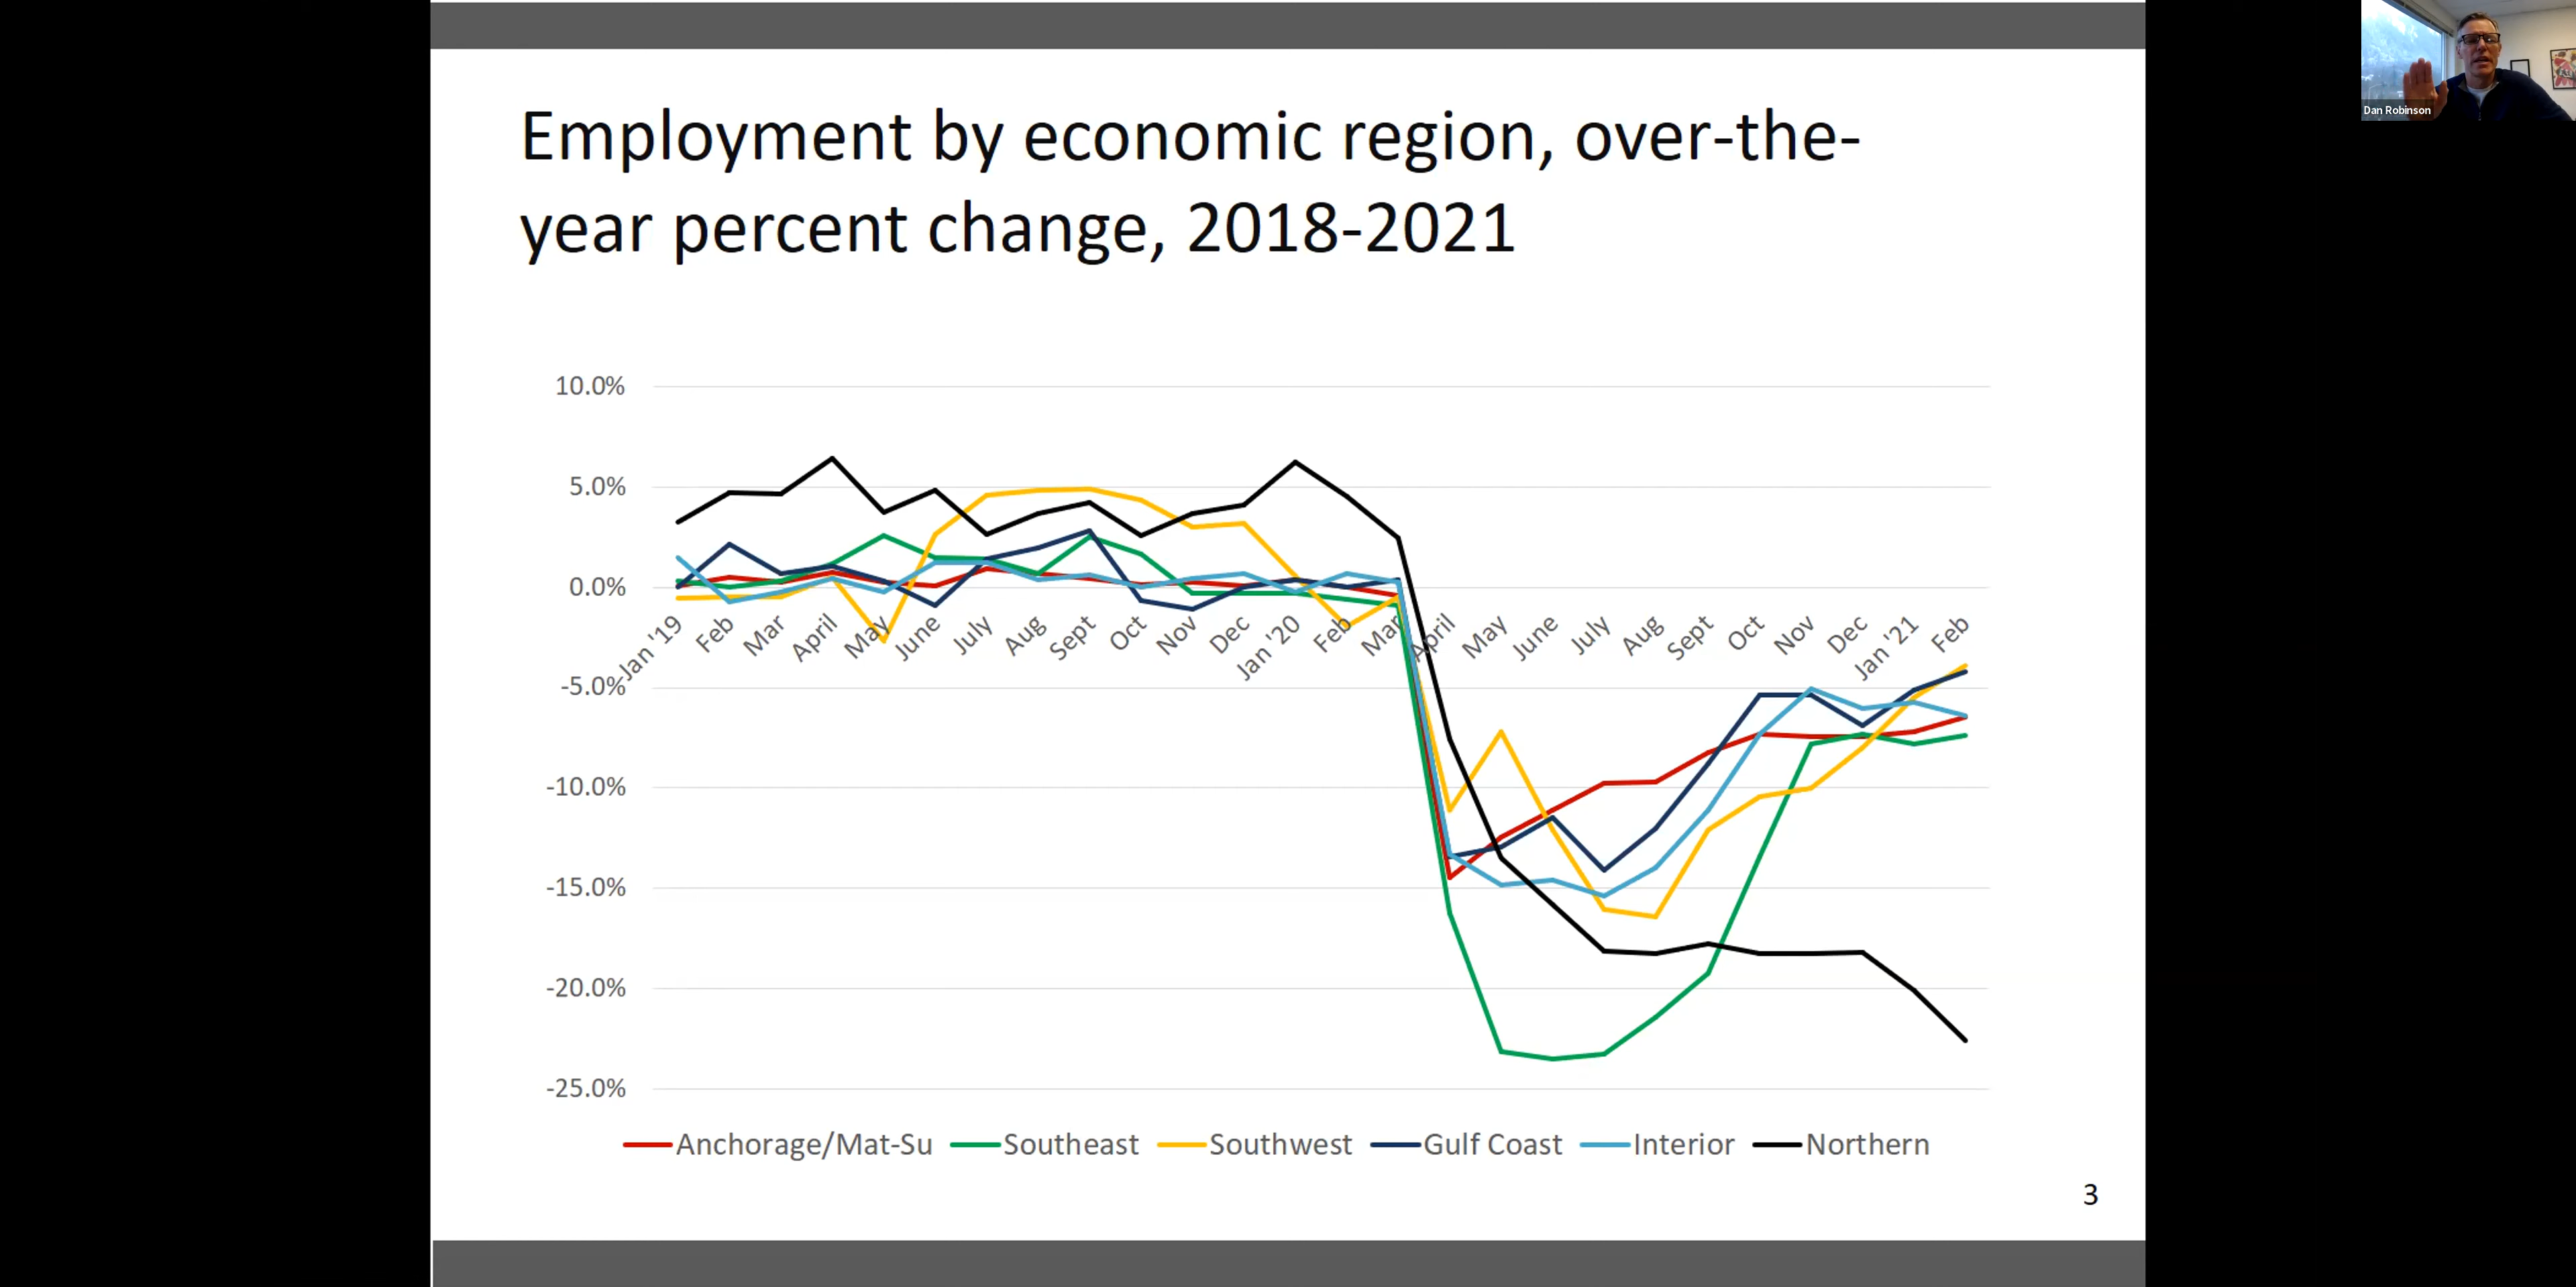 Dan Robinson
Employment by economic region, over-the-
year percent change, 2018-2021
10.0%
5.0%
0.0%
-5.0%
-10.0%
-15.0%
-20.0%
-25.0%
Jan '19 Feb Mar April May June July Aug Sept Oct Nov Dec Jan '20 Feb Mar April May June July Aug Sept Oct Nov Dec Jan '21 Feb
Anchorage/Mat-Su Southeast Southwest Gulf Coast Interior Northern
3